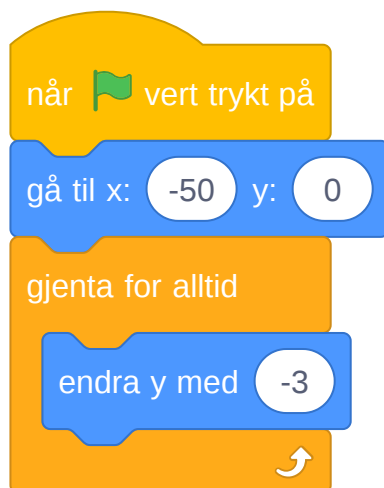 når vert trykt på
gå til x: -50 y: 0
gjenta for alltid
endra y med -3